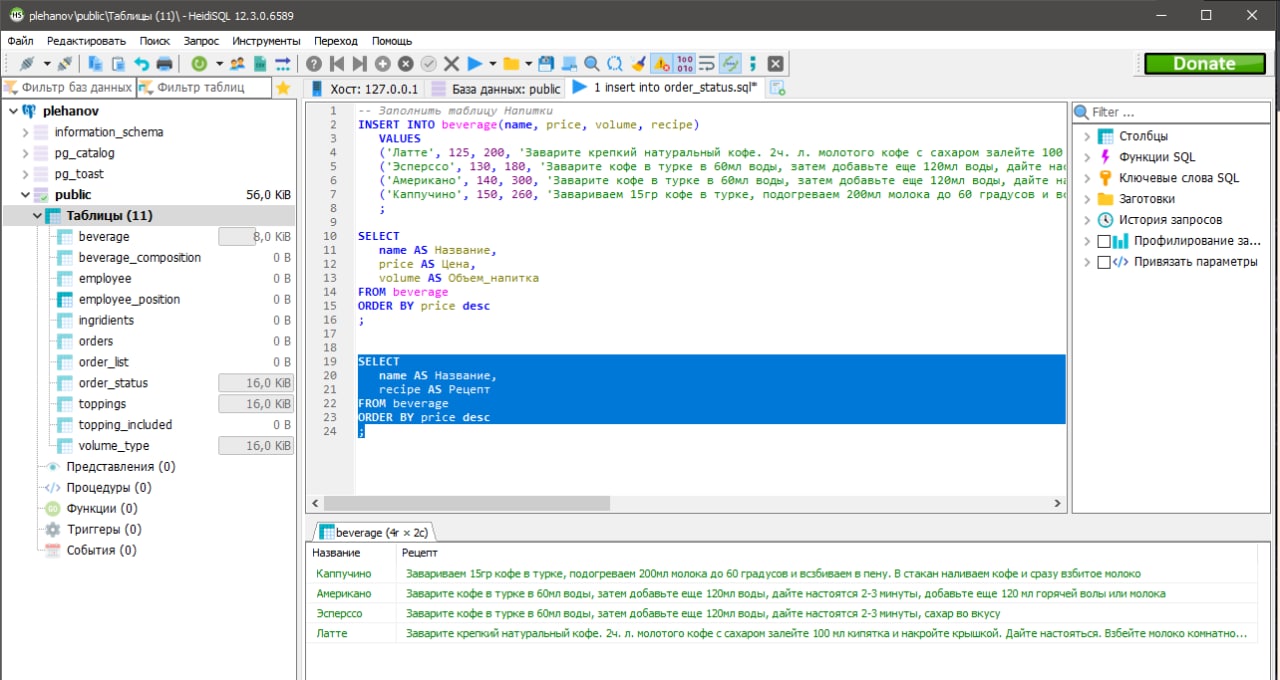 plehanov\public\Таблицы (11)\ - HeidiSQL 12.3.0.6589
Файл Редактировать Поиск Запрос Инструменты Переход Помощь
Donate
Фильтр баз данных Фильтр таблиц
Хост: 127.0.0.1 База данных: public 1 insert into order_status.sql*
plehanov
information_schema
pg_catalog
pg_toast
public 56,0 KiB
Таблицы (11)
beverage 8,0 KiB
beverage_composition 0 B
employee 0 B
employee_position 0 B
ingridients 0 B
orders 0 B
order_list 0 B
order_status 16,0 KiB
toppings 16,0 KiB
topping_included 0 B
volume_type 16,0 KiB
Представления (0)
Процедуры (0)
Функции (0)
Триггеры (0)
События (0)
1 -- Заполнить таблицу Напитки
2 INSERT INTO beverage(name, price, volume, recipe)
3 VALUES
4 ('Латте', 125, 200, 'Заварите крепкий натуральный кофе. 2ч. л. молотого кофе с сахаром залейте 100
5 ('Эсперссо', 130, 180, 'Заварите кофе в турке в 60мл воды, затем добавьте еще 120мл воды, дайте нас
6 ('Американо', 140, 300, 'Заварите кофе в турке в 60мл воды, затем добавьте еще 120мл воды, дайте на
7 ('Каппучино', 150, 260, 'Завариваем 15гр кофе в турке, подогреваем 200мл молока до 60 градусов и вс
8 ;
9
10 SELECT
11 name AS Название,
12 price AS Цена,
13 volume AS Объем_напитка
14 FROM beverage
15 ORDER BY price desc
16 ;
17
18
19 SELECT
20 name AS Название,
21 recipe AS Рецепт
22 FROM beverage
23 ORDER BY price desc
24 ;
Filter ...
Столбцы
Функции SQL
Ключевые слова SQL
Заготовки
История запросов
Профилирование за...
Привязать параметры
beverage (4r × 2c)
Название Рецепт
Каппучино Завариваем 15гр кофе в турке, подогреваем 200мл молока до 60 градусов и всзбиваем в пену. В стакан наливаем кофе и сразу взбитое молоко
Американо Заварите кофе в турке в 60мл воды, затем добавьте еще 120мл воды, дайте настоятся 2-3 минуты, добавьте еще 120 мл горячей волы или молока
Эсперссо Заварите кофе в турке в 60мл воды, затем добавьте еще 120мл воды, дайте настоятся 2-3 минуты, сахар во вкусу
Латте Заварите крепкий натуральный кофе. 2ч. л. молотого кофе с сахаром залейте 100 мл кипятка и накройте крышкой. Дайте настояться. Взбейте молоко комнатно...